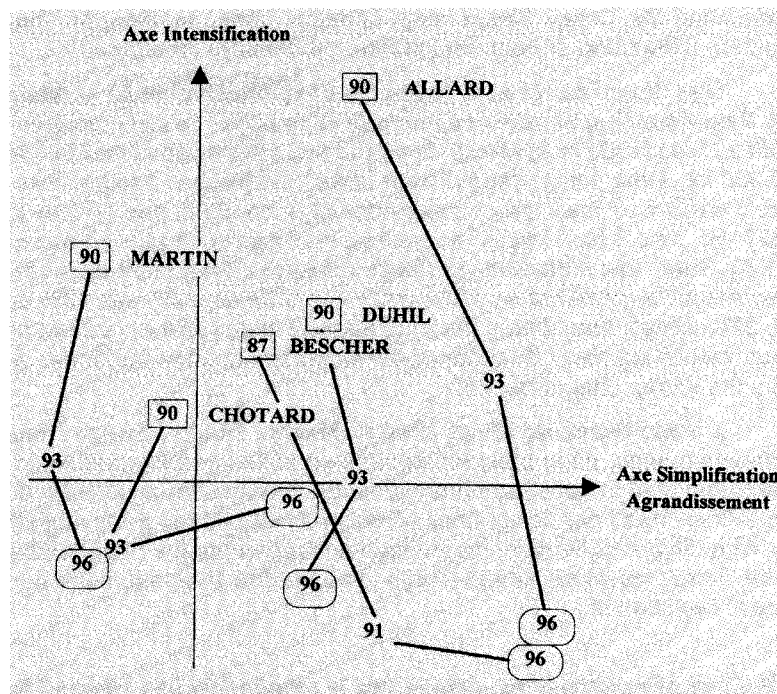 Axe Intensification
90 ALLARD
90 MARTIN
90 DUHIL
87 BESCHER
93
90 CHOTARD
93
93
Axe Simplification
Agrandissement
96
93
96
96
96
91
96